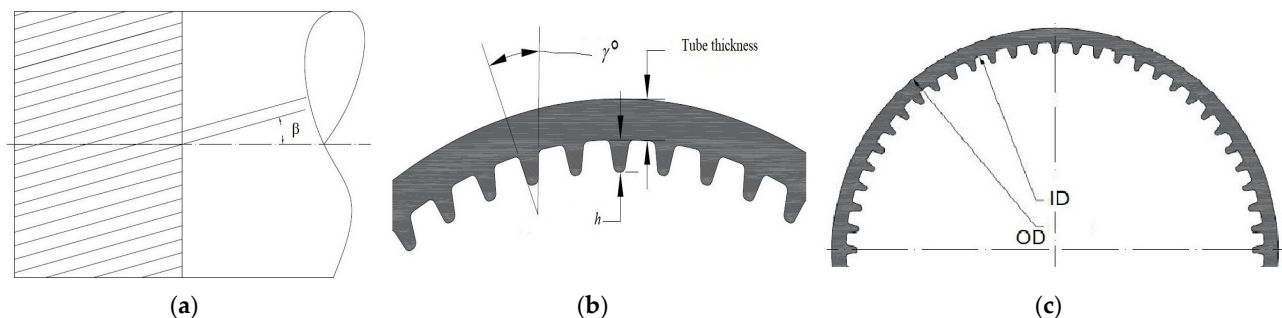 β
γ°
Tube thickness
h
ID
OD
(a)
(b)
(c)